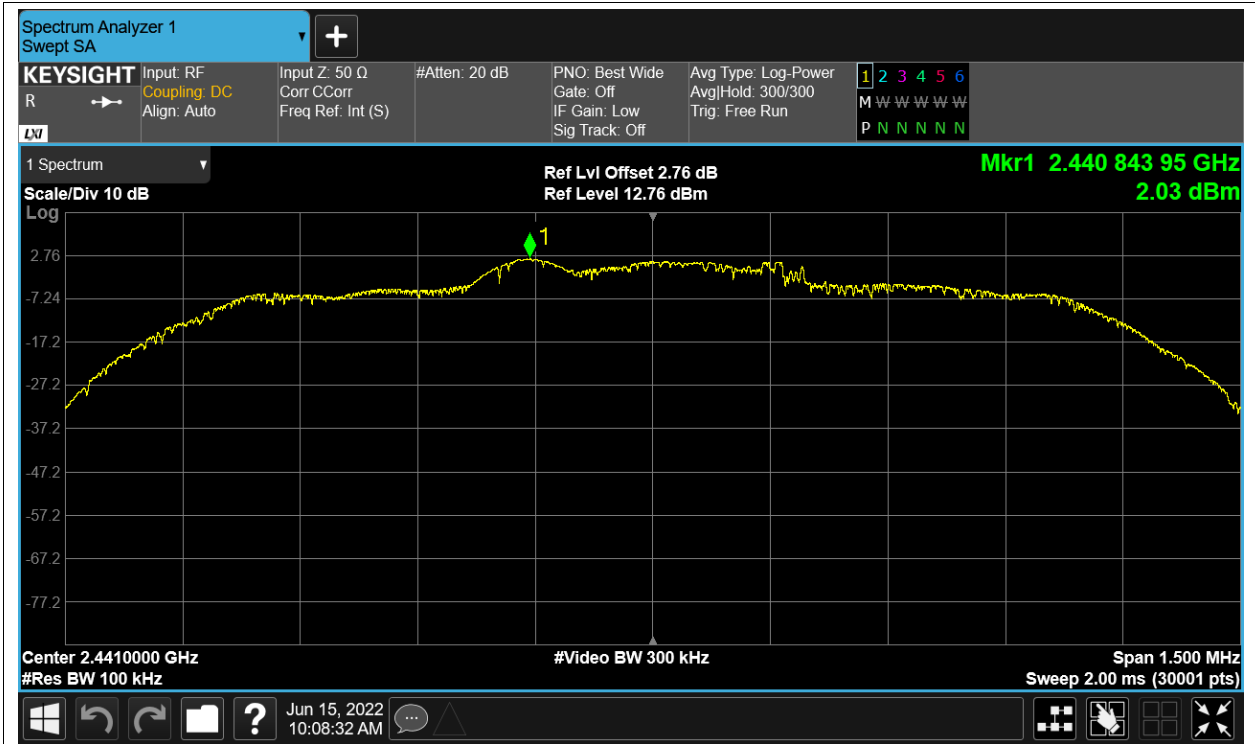 Spectrum Analyzer 1
Swept SA
KEYSIGHT
R
LXI
Input: RF
Coupling: DC
Align: Auto
Input Z: 50 Ω
Corr CCorr
Freq Ref: Int (S)
#Atten: 20 dB
PNO: Best Wide
Gate: Off
IF Gain: Low
Sig Track: Off
Avg Type: Log-Power
Avg|Hold: 300/300
Trig: Free Run
1 2 3 4 5 6
M W W W W W
P N N N N N
1 Spectrum
Scale/Div 10 dB
Log
Ref Lvl Offset 2.76 dB
Ref Level 12.76 dBm
Mkr1 2.440 843 95 GHz
2.03 dBm
1
2.76
-7.24
-17.2
-27.2
-37.2
-47.2
-57.2
-67.2
-77.2
Center 2.4410000 GHz
#Res BW 100 kHz
#Video BW 300 kHz
Span 1.500 MHz
Sweep 2.00 ms (30001 pts)
?
Jun 15, 2022
10:08:32 AM